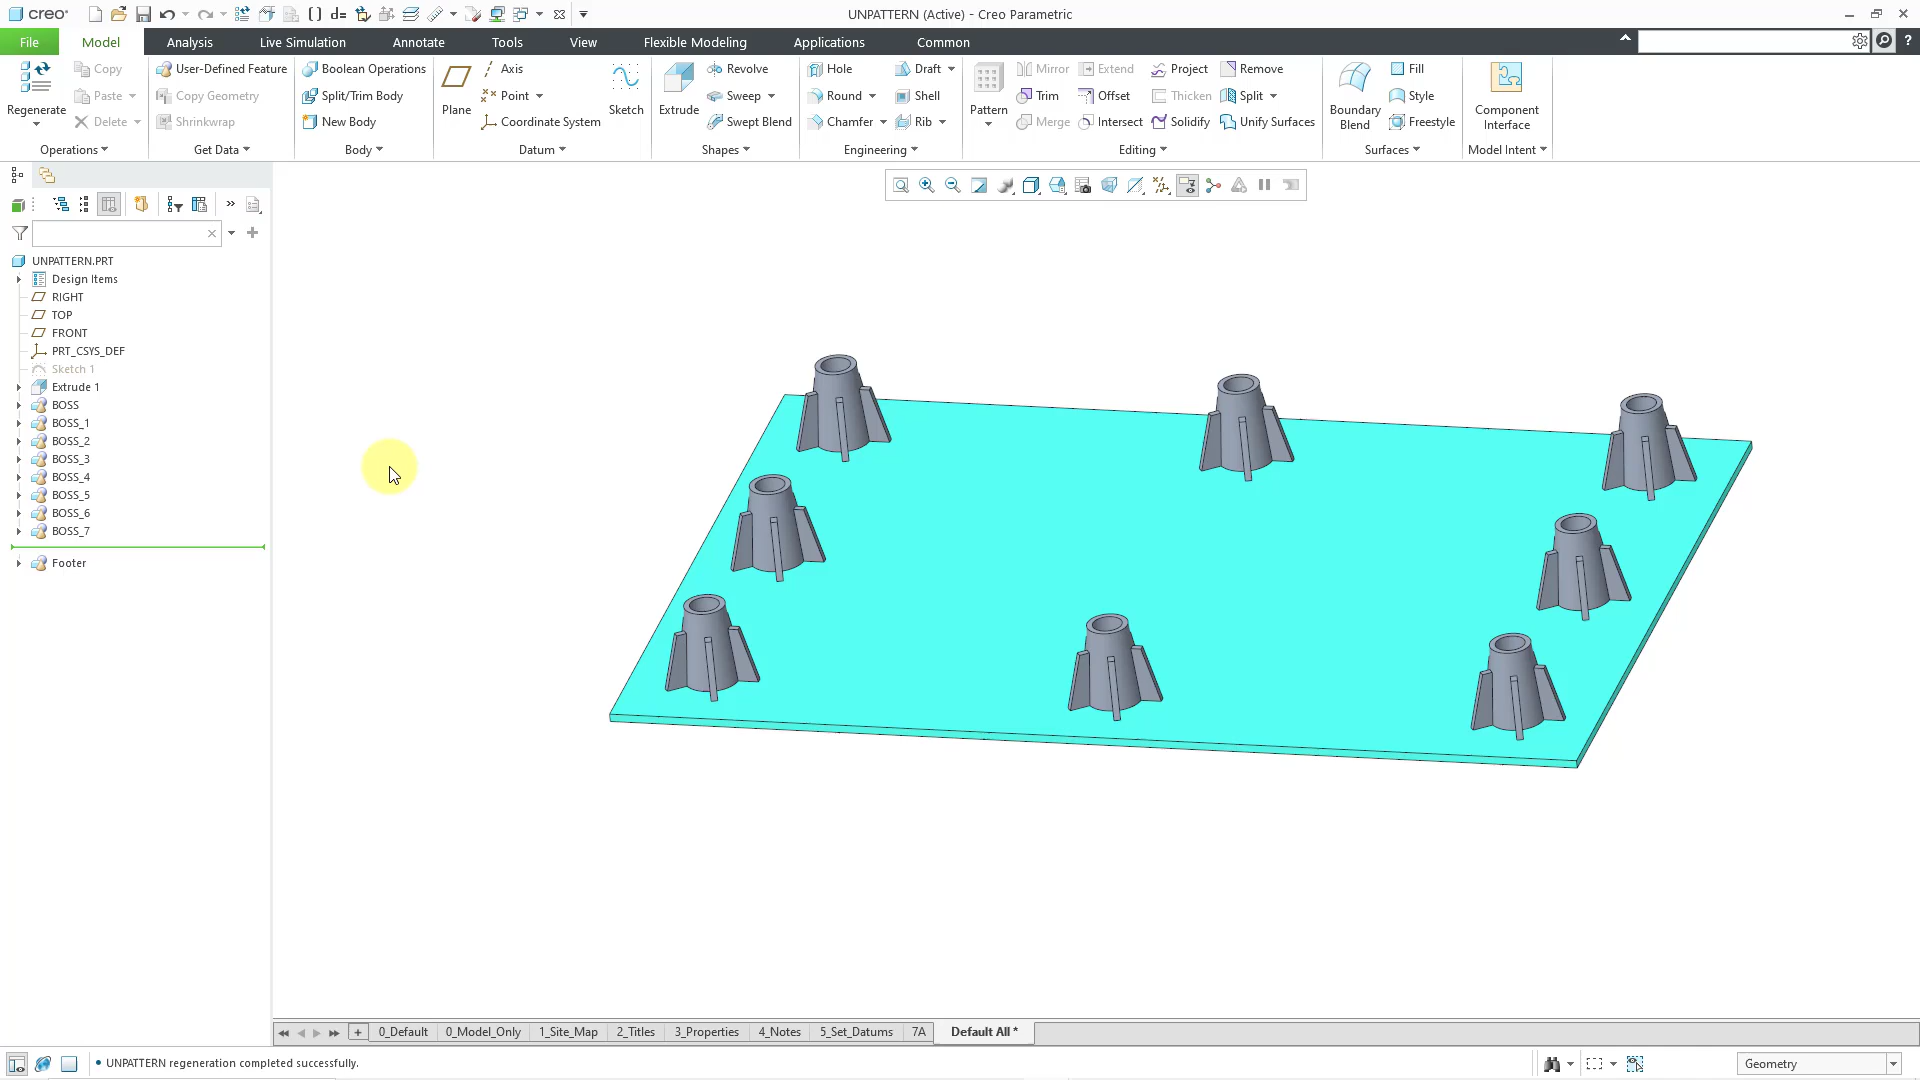 creo
UNPATTERN (Active) - Creo Parametric
File Model Analysis Live Simulation Annotate Tools View Flexible Modeling Applications Common
Regenerate
Copy
Paste
Delete
Operations
User-Defined Feature
Copy Geometry
Shrinkwrap
Get Data
Boolean Operations
Split/Trim Body
New Body
Body
Plane
Axis
Point
Coordinate System
Sketch
Datum
Extrude
Revolve
Sweep
Swept Blend
Shapes
Hole
Round
Chamfer
Draft
Shell
Rib
Engineering
Pattern
Mirror
Trim
Merge
Extend
Offset
Intersect
Project
Thicken
Solidify
Remove
Split
Unify Surfaces
Editing
Boundary
Blend
Fill
Style
Freestyle
Surfaces
Component
Interface
Model Intent
UNPATTERN.PRT
Design Items
RIGHT
TOP
FRONT
PRT_CSYS_DEF
Sketch 1
Extrude 1
BOSS
BOSS_1
BOSS_2
BOSS_3
BOSS_4
BOSS_5
BOSS_6
BOSS_7
Footer
0_Default 0_Model_Only 1_Site_Map 2_Titles 3_Properties 4_Notes 5_Set_Datums 7A Default All *
• UNPATTERN regeneration completed successfully.
Geometry